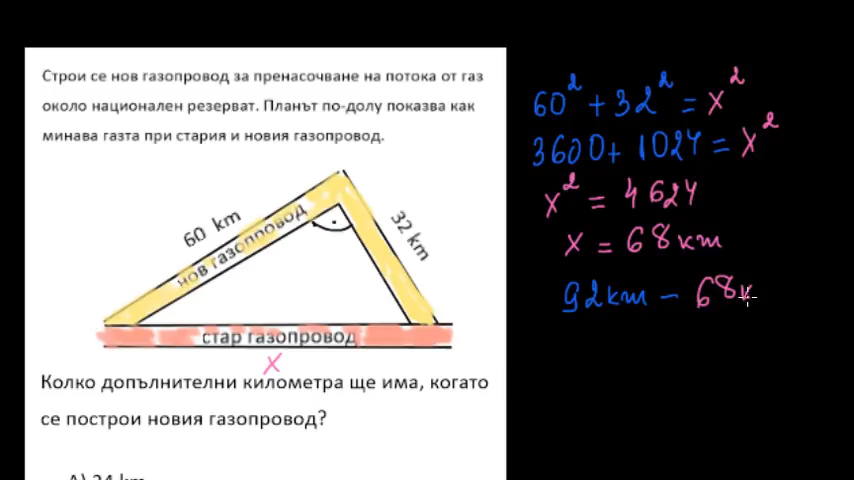 Строи се нов газопровод за пренасочване на потока от газ
около национален резерват. Планът по-долу показва как
минава газта при стария и новия газопровод.
60 km
32 km
нов газопровод
стар газопровод
x
Колко допълнителни километра ще има, когато
се построи новия газопровод?
А) 24 km
60² + 32² = x²
3600 + 1024 = x²
x² = 4624
x = 68 km
92 km - 68